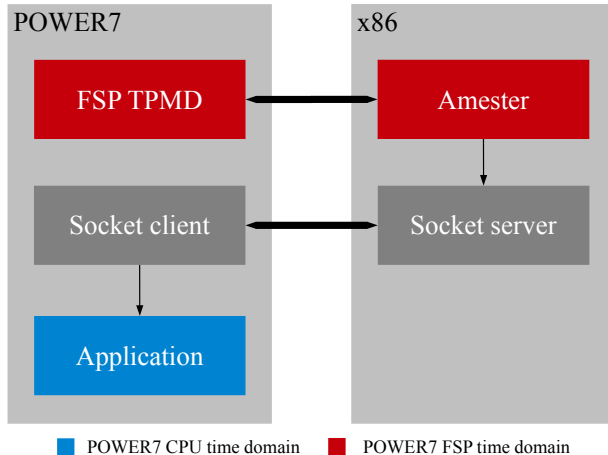 POWER7
x86
FSP TPMD
Amester
Socket client
Socket server
Application
POWER7 CPU time domain
POWER7 FSP time domain